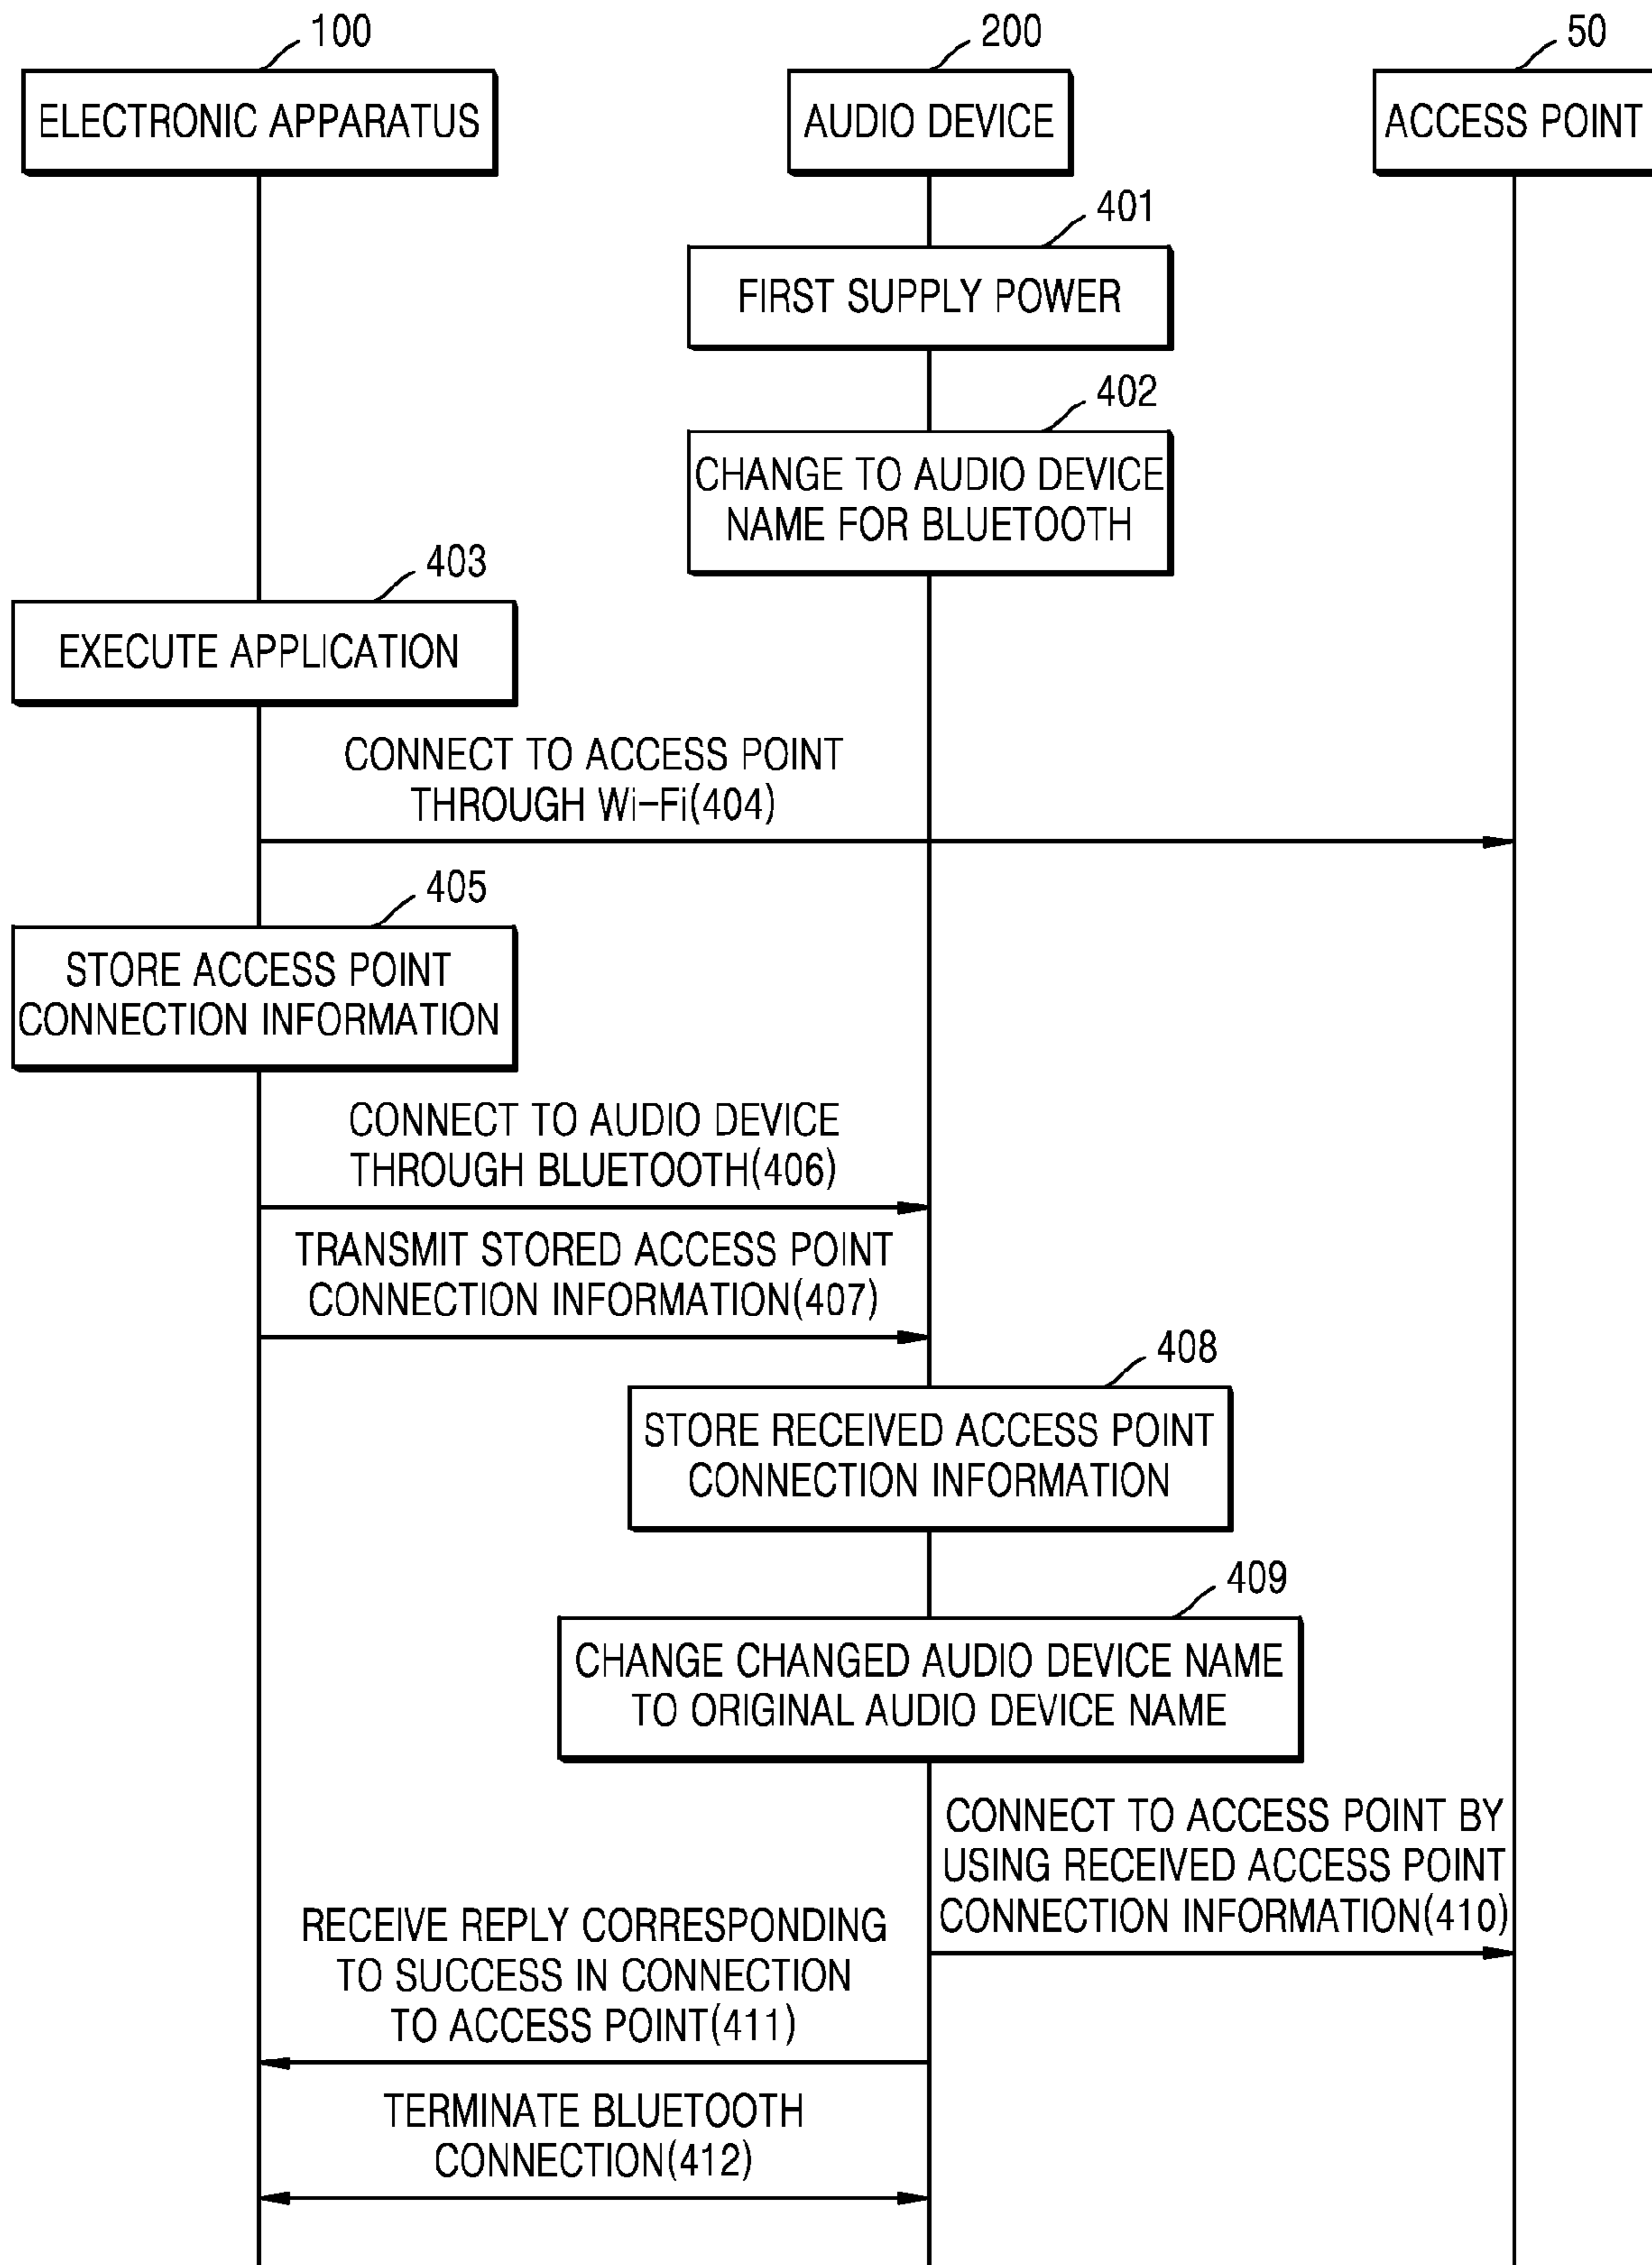 100
200
50
ELECTRONIC APPARATUS
AUDIO DEVICE
ACCESS POINT
401
FIRST SUPPLY POWER
402
CHANGE TO AUDIO DEVICE
NAME FOR BLUETOOTH
403
EXECUTE APPLICATION
CONNECT TO ACCESS POINT
THROUGH Wi-Fi(404)
405
STORE ACCESS POINT
CONNECTION INFORMATION
CONNECT TO AUDIO DEVICE
THROUGH BLUETOOTH(406)
TRANSMIT STORED ACCESS POINT
CONNECTION INFORMATION(407)
408
STORE RECEIVED ACCESS POINT
CONNECTION INFORMATION
409
CHANGE CHANGED AUDIO DEVICE NAME
TO ORIGINAL AUDIO DEVICE NAME
CONNECT TO ACCESS POINT BY
USING RECEIVED ACCESS POINT
CONNECTION INFORMATION(410)
RECEIVE REPLY CORRESPONDING
TO SUCCESS IN CONNECTION
TO ACCESS POINT(411)
TERMINATE BLUETOOTH
CONNECTION(412)